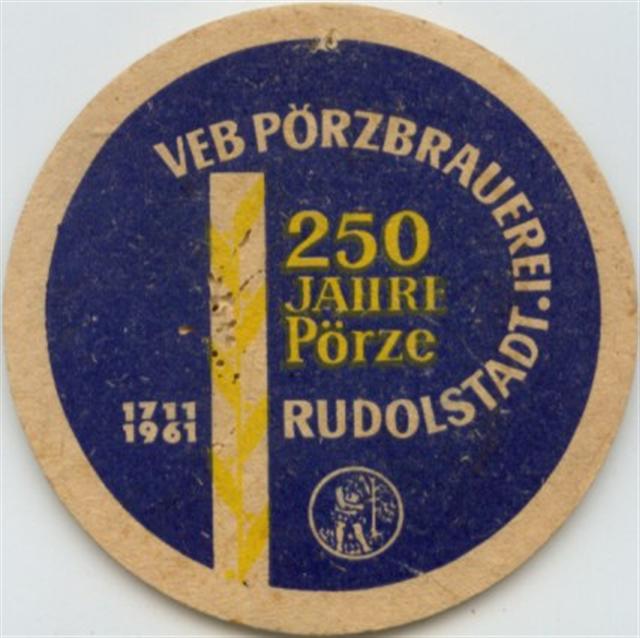 VEB PÖRZBRAUEREI · RUDOLSTADT
250
JAHRE
Pörze
1711
1961